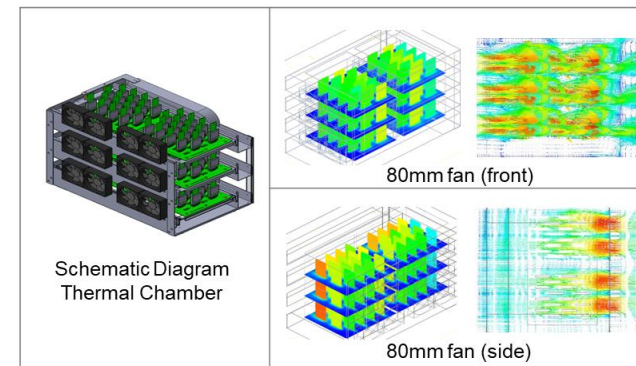 80mm fan (front)
Schematic Diagram
Thermal Chamber
80mm fan (side)